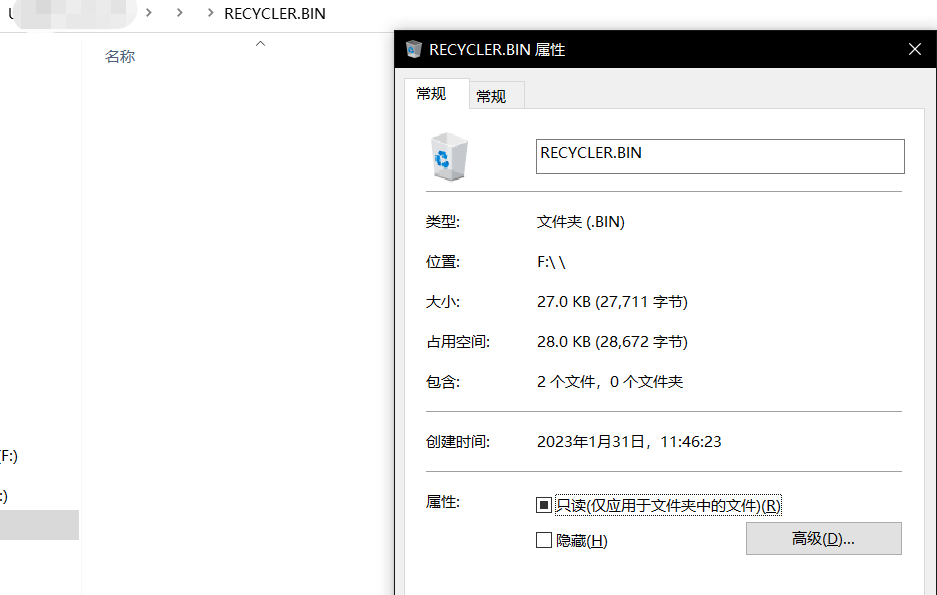 RECYCLER.BIN
名称
(F:)
:)
RECYCLER.BIN 属性
常规
常规
RECYCLER.BIN
类型: 文件夹 (.BIN)
位置: F:\ \
大小: 27.0 KB (27,711 字节)
占用空间: 28.0 KB (28,672 字节)
包含: 2 个文件，0 个文件夹
创建时间: 2023年1月31日，11:46:23
属性: 只读(仅应用于文件夹中的文件)(R)
隐藏(H) 高级(D)...